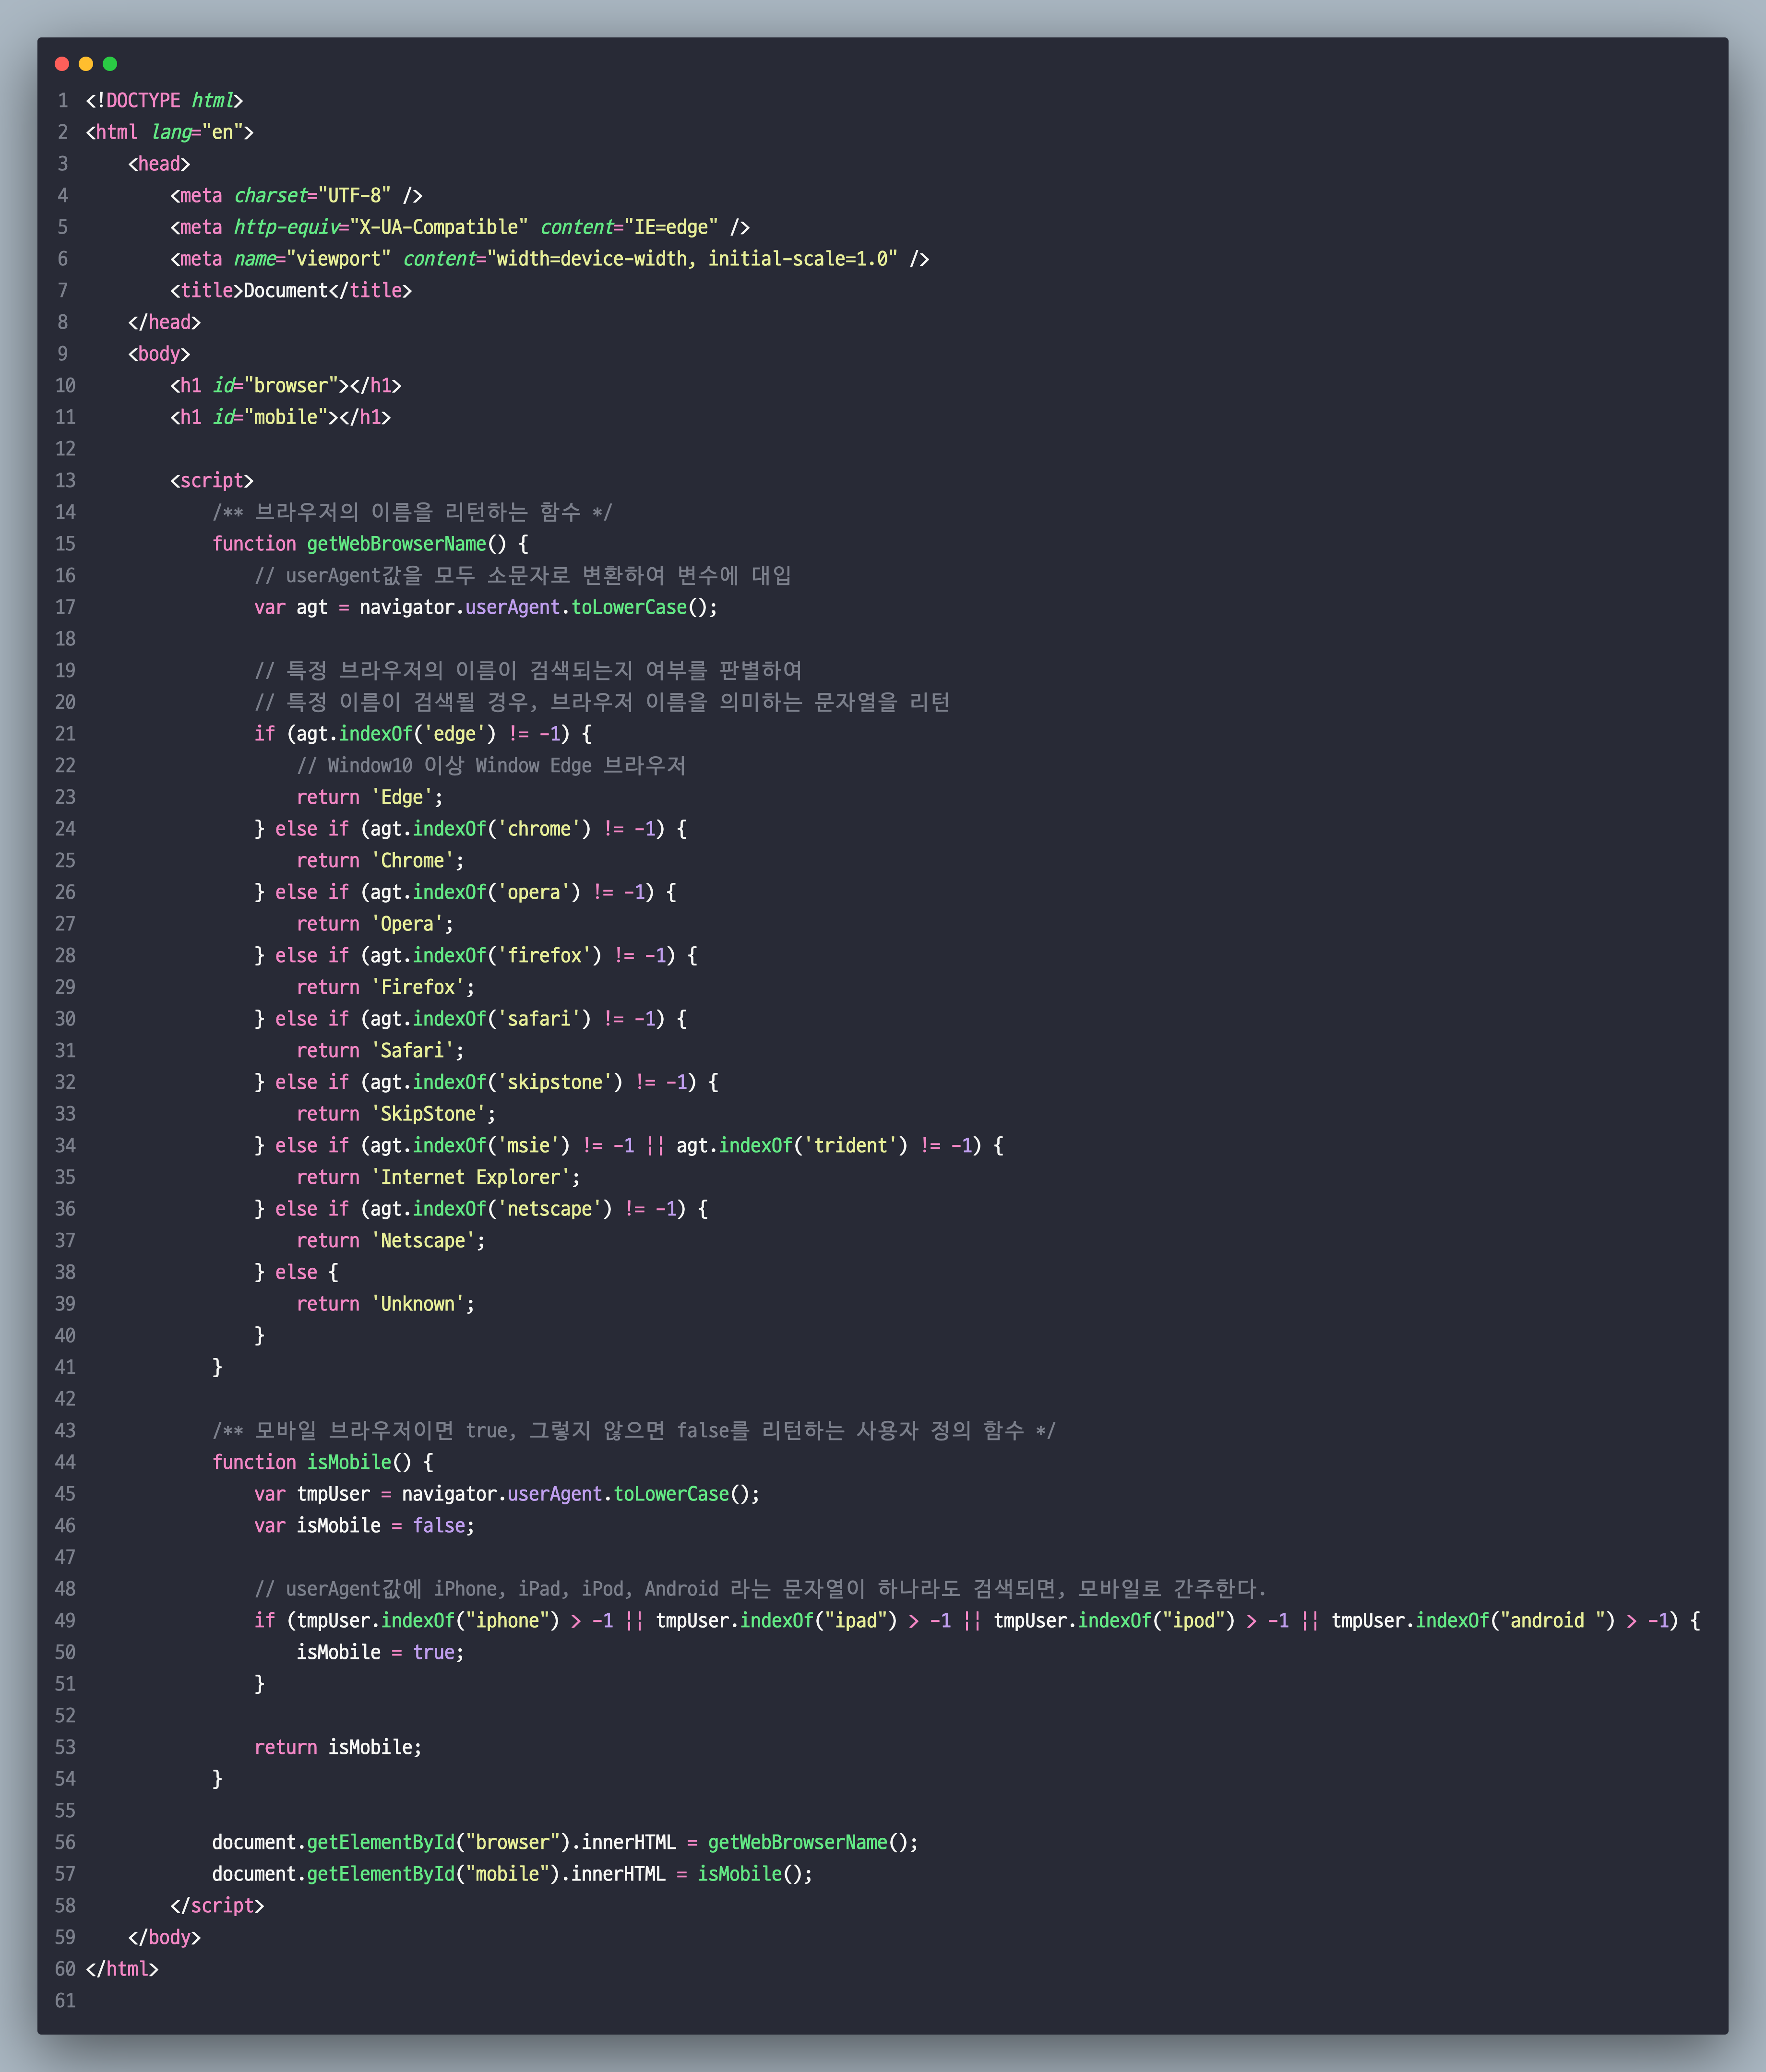 1 <!DOCTYPE html>
2 <html lang="en">
3     <head>
4         <meta charset="UTF-8" />
5         <meta http-equiv="X-UA-Compatible" content="IE=edge" />
6         <meta name="viewport" content="width=device-width, initial-scale=1.0" />
7         <title>Document</title>
8     </head>
9     <body>
10         <h1 id="browser"></h1>
11         <h1 id="mobile"></h1>
12
13         <script>
14             /** 브라우저의 이름을 리턴하는 함수 */
15             function getWebBrowserName() {
16                 // userAgent값을 모두 소문자로 변환하여 변수에 대입
17                 var agt = navigator.userAgent.toLowerCase();
18
19                 // 특정 브라우저의 이름이 검색되는지 여부를 판별하여
20                 // 특정 이름이 검색될 경우, 브라우저 이름을 의미하는 문자열을 리턴
21                 if (agt.indexOf('edge') != -1) {
22                     // Window10 이상 Window Edge 브라우저
23                     return 'Edge';
24                 } else if (agt.indexOf('chrome') != -1) {
25                     return 'Chrome';
26                 } else if (agt.indexOf('opera') != -1) {
27                     return 'Opera';
28                 } else if (agt.indexOf('firefox') != -1) {
29                     return 'Firefox';
30                 } else if (agt.indexOf('safari') != -1) {
31                     return 'Safari';
32                 } else if (agt.indexOf('skipstone') != -1) {
33                     return 'SkipStone';
34                 } else if (agt.indexOf('msie') != -1 || agt.indexOf('trident') != -1) {
35                     return 'Internet Explorer';
36                 } else if (agt.indexOf('netscape') != -1) {
37                     return 'Netscape';
38                 } else {
39                     return 'Unknown';
40                 }
41             }
42
43             /** 모바일 브라우저이면 true, 그렇지 않으면 false를 리턴하는 사용자 정의 함수 */
44             function isMobile() {
45                 var tmpUser = navigator.userAgent.toLowerCase();
46                 var isMobile = false;
47
48                 // userAgent값에 iPhone, iPad, iPod, Android 라는 문자열이 하나라도 검색되면, 모바일로 간주한다.
49                 if (tmpUser.indexOf("iphone") > -1 || tmpUser.indexOf("ipad") > -1 || tmpUser.indexOf("ipod") > -1 || tmpUser.indexOf("android ") > -1) {
50                     isMobile = true;
51                 }
52
53                 return isMobile;
54             }
55
56             document.getElementById("browser").innerHTML = getWebBrowserName();
57             document.getElementById("mobile").innerHTML = isMobile();
58         </script>
59     </body>
60 </html>
61